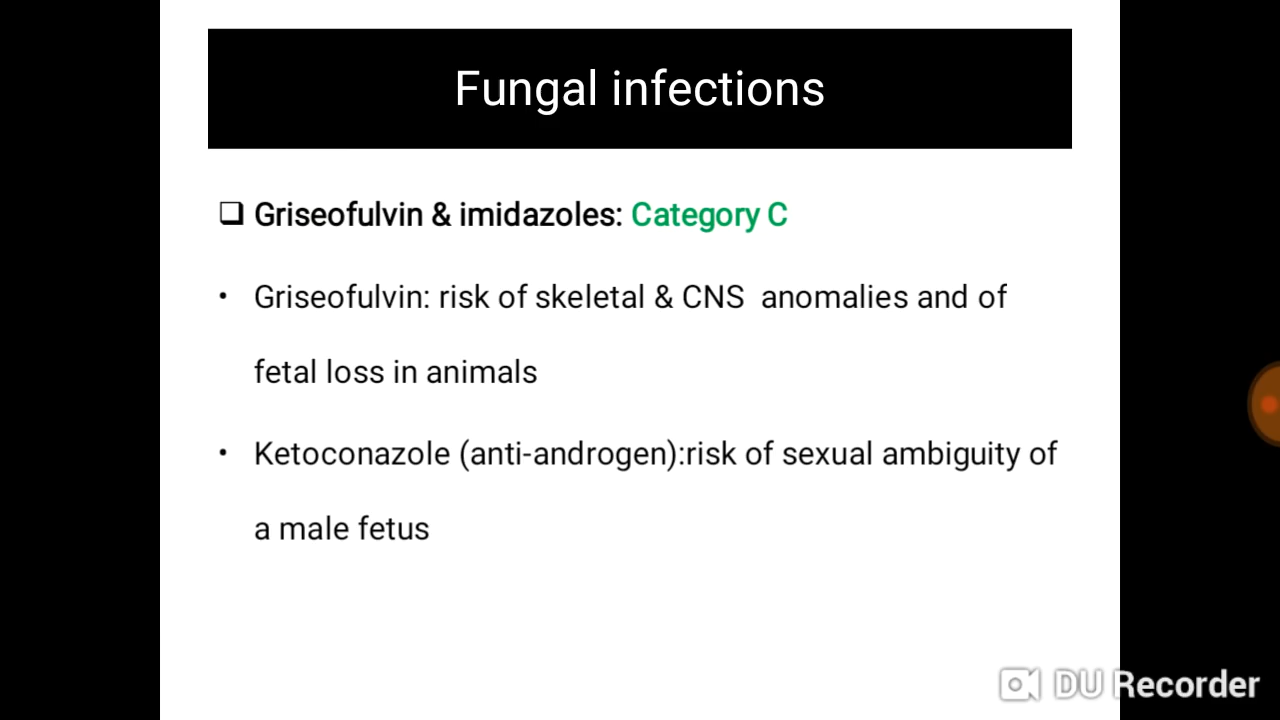 Fungal infections
❑ Griseofulvin & imidazoles: Category C
• Griseofulvin: risk of skeletal & CNS  anomalies and of
fetal loss in animals
• Ketoconazole (anti-androgen):risk of sexual ambiguity of
a male fetus
DU Recorder